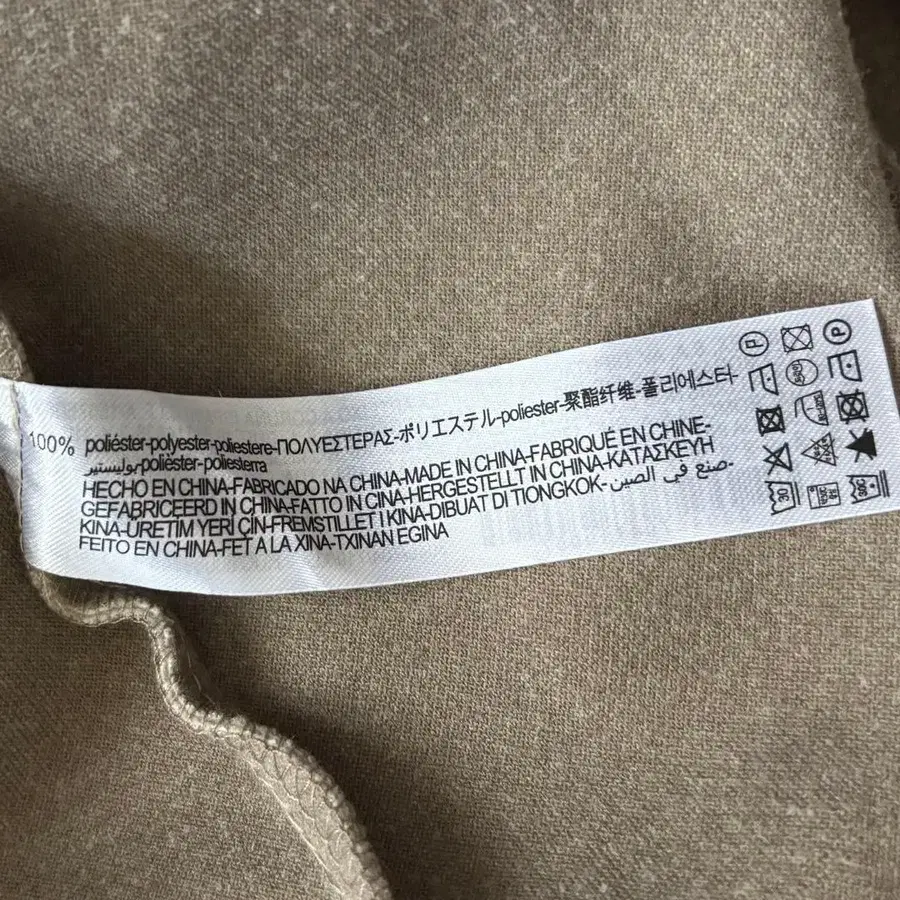 100% poliéster-polyester-poliestere-ΠΟΛΥΕΣΤΕΡΑΣ-ポリエステル-poliester-聚酯纤维-폴리에스타-
بوليستير-polièster-poliesterra
HECHO EN CHINA-FABRICADO NA CHINA-MADE IN CHINA-FABRIQUÉ EN CHINE-
GEFABRICEERD IN CHINA-FATTO IN CINA-HERGESTELLT IN CHINA-ΚΑΤΑΣΚΕΥΗ
KINA-ÜRETİM YERİ ÇİN-FREMSTILLET I KINA-DIBUAT DI TIONGKOK-صنع في الصين-
FEITO EN CHINA-FET A LA XINA-TXINAN EGINA
P P
30